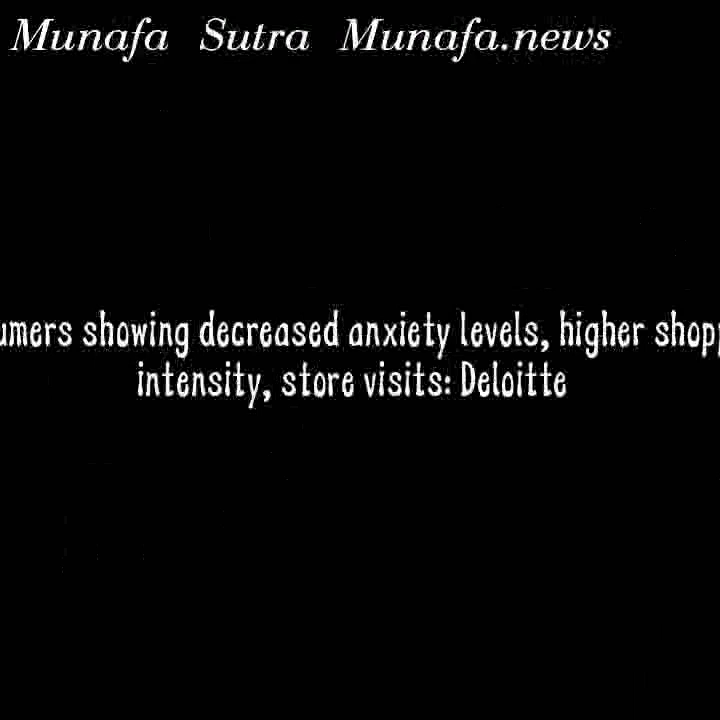 Munafa Sutra Munafa.news
umers showing decreased anxiety levels, higher shopp
intensity, store visits: Deloitte